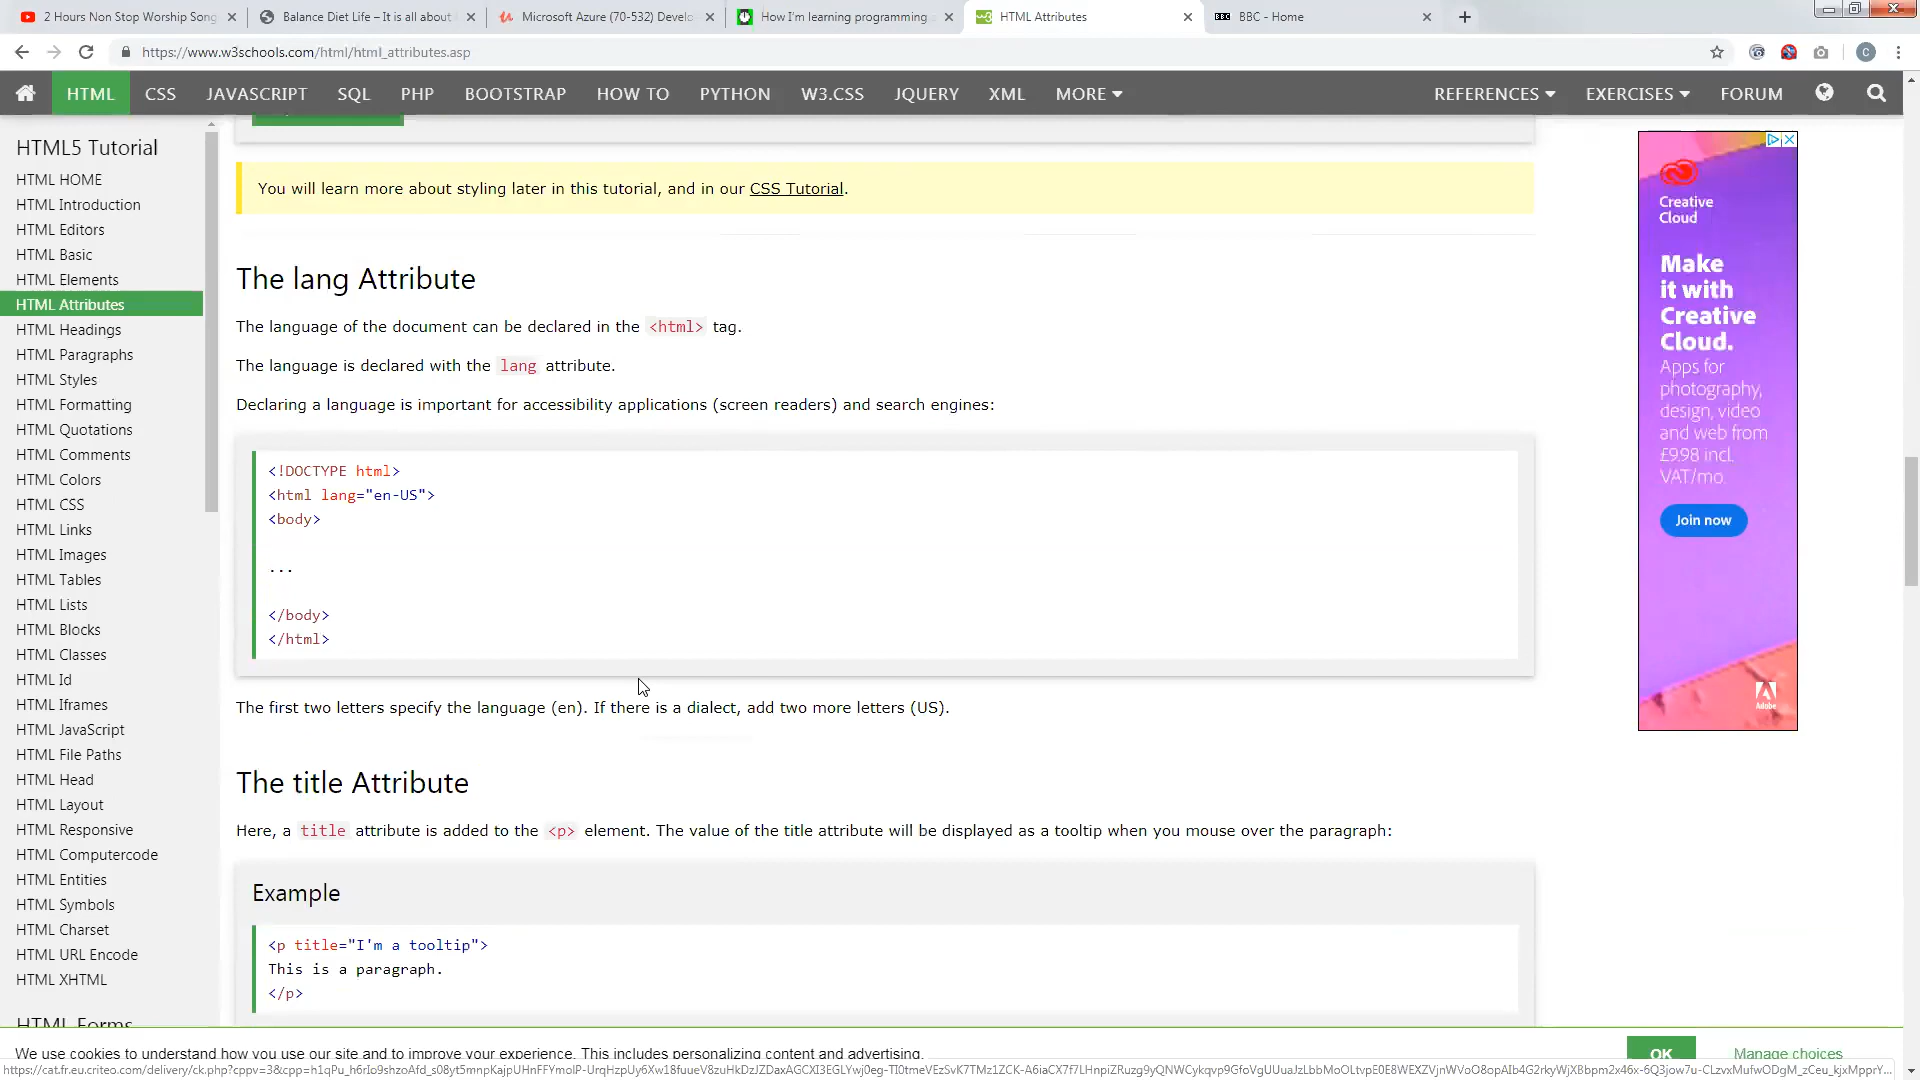 2 Hours Non Stop Worship Song
Balance Diet Life – It is all about
Microsoft Azure (70-532) Develo
How I'm learning programming
HTML Attributes
BBC - Home
https://www.w3schools.com/html/html_attributes.asp
C
HTML
CSS
JAVASCRIPT
SQL
PHP
BOOTSTRAP
HOW TO
PYTHON
W3.CSS
JQUERY
XML
MORE
REFERENCES
EXERCISES
FORUM
HTML5 Tutorial
HTML HOME
HTML Introduction
HTML Editors
HTML Basic
HTML Elements
HTML Attributes
HTML Headings
HTML Paragraphs
HTML Styles
HTML Formatting
HTML Quotations
HTML Comments
HTML Colors
HTML CSS
HTML Links
HTML Images
HTML Tables
HTML Lists
HTML Blocks
HTML Classes
HTML Id
HTML Iframes
HTML JavaScript
HTML File Paths
HTML Head
HTML Layout
HTML Responsive
HTML Computercode
HTML Entities
HTML Symbols
HTML Charset
HTML URL Encode
HTML XHTML
HTML Forms
You will learn more about styling later in this tutorial, and in our CSS Tutorial.
The lang Attribute
The language of the document can be declared in the <html> tag.
The language is declared with the lang attribute.
Declaring a language is important for accessibility applications (screen readers) and search engines:
<!DOCTYPE html>
<html lang="en-US">
<body>
...
</body>
</html>
The first two letters specify the language (en). If there is a dialect, add two more letters (US).
The title Attribute
Here, a title attribute is added to the <p> element. The value of the title attribute will be displayed as a tooltip when you mouse over the paragraph:
Example
<p title="I'm a tooltip">
This is a paragraph.
</p>
Creative
Cloud
Make
it with
Creative
Cloud.
Apps for
photography,
design, video
and web from
£9.98 incl.
VAT/mo.
Join now
Adobe
We use cookies to understand how you use our site and to improve your experience. This includes personalizing content and advertising.
OK
Manage choices